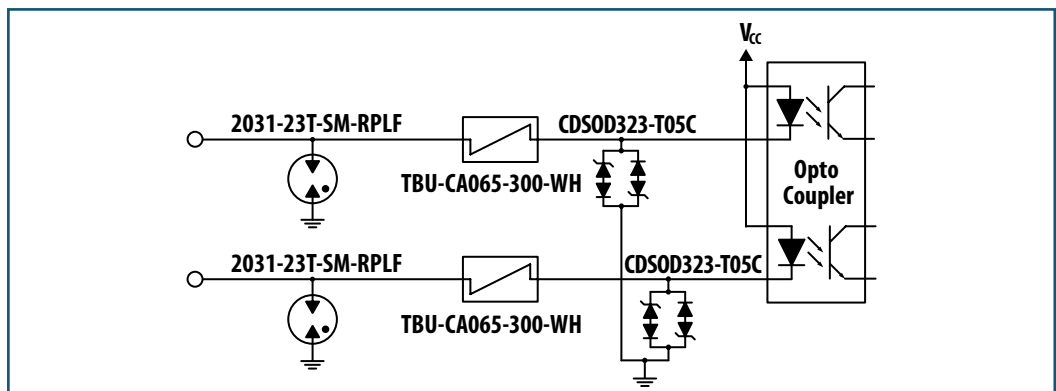 V_CC
2031-23T-SM-RPLF
CDSOD323-T05C
TBU-CA065-300-WH
Opto
Coupler
2031-23T-SM-RPLF
CDSOD323-T05C
TBU-CA065-300-WH